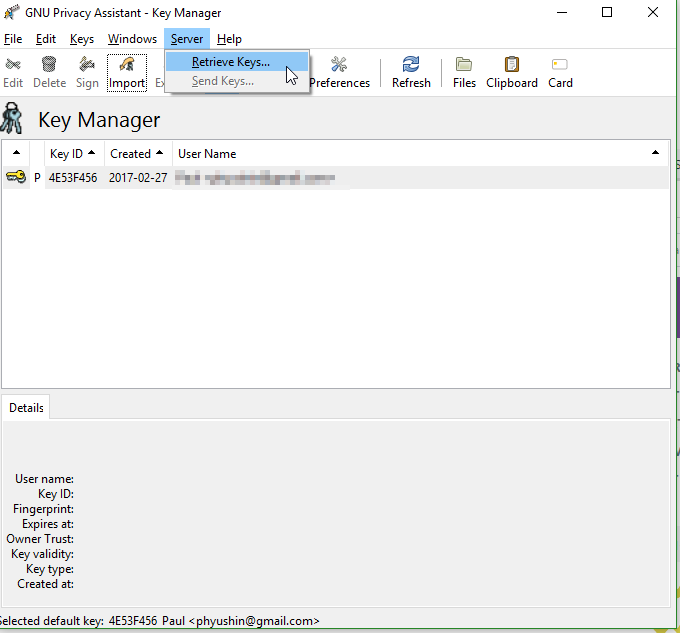 GNU Privacy Assistant - Key Manager
File Edit Keys Windows Server Help
Retrieve Keys...
Send Keys...
Edit Delete Sign Import Preferences Refresh Files Clipboard Card
Key Manager
Key ID Created User Name
P 4E53F456 2017-02-27
Details
User name:
Key ID:
Fingerprint:
Expires at:
Owner Trust:
Key validity:
Key type:
Created at:
Selected default key: 4E53F456 Paul <phyushin@gmail.com>